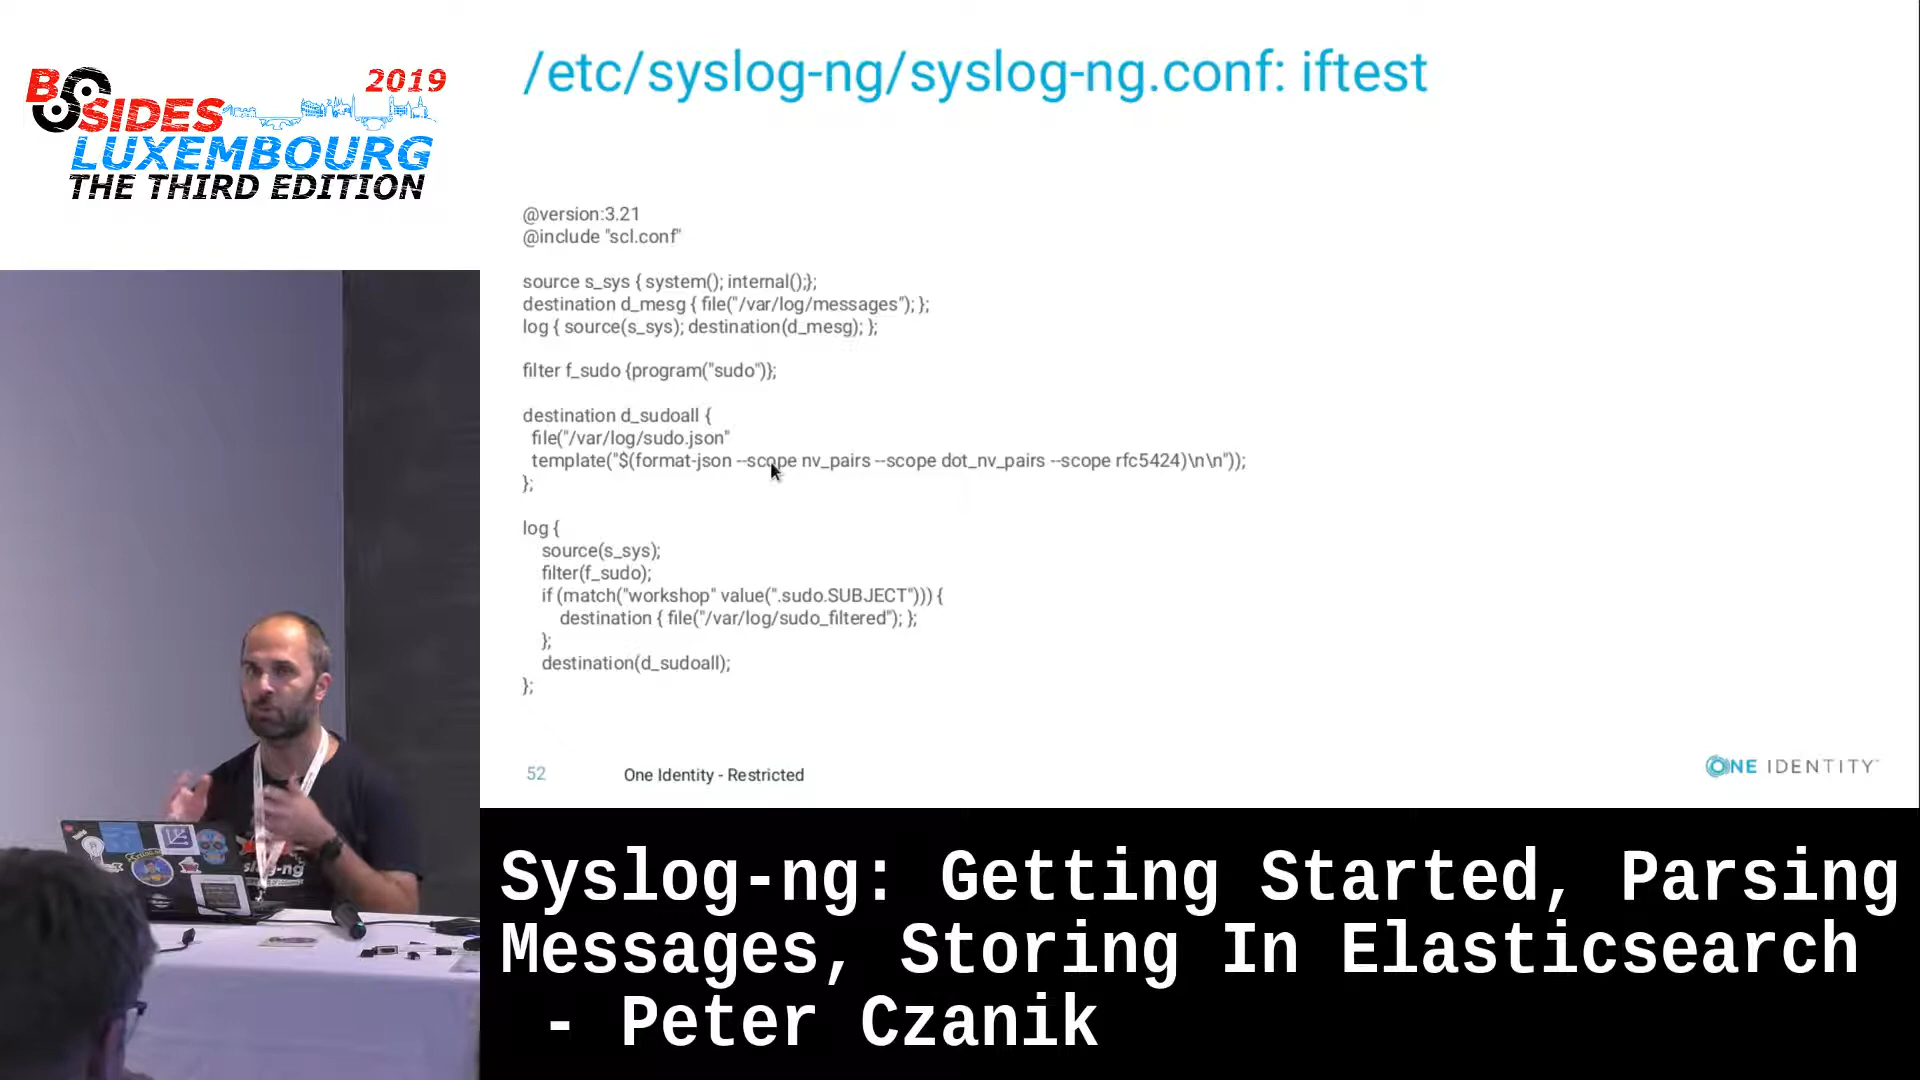 BSIDES 2019
LUXEMBOURG
THE THIRD EDITION
/etc/syslog-ng/syslog-ng.conf: iftest
@version:3.21
@include "scl.conf"
source s_sys { system(); internal();};
destination d_mesg { file("/var/log/messages"); };
log { source(s_sys); destination(d_mesg); };
filter f_sudo {program("sudo")};
destination d_sudoall {
file("/var/log/sudo.json"
template("$(format-json --scope nv_pairs --scope dot_nv_pairs --scope rfc5424)\n\n"));
};
log {
source(s_sys);
filter(f_sudo);
if (match("workshop" value(".sudo.SUBJECT"))) {
destination { file("/var/log/sudo_filtered"); };
};
destination(d_sudoall);
};
52 One Identity - Restricted
ONE IDENTITY
Syslog-ng: Getting Started, Parsing
Messages, Storing In Elasticsearch
- Peter Czanik